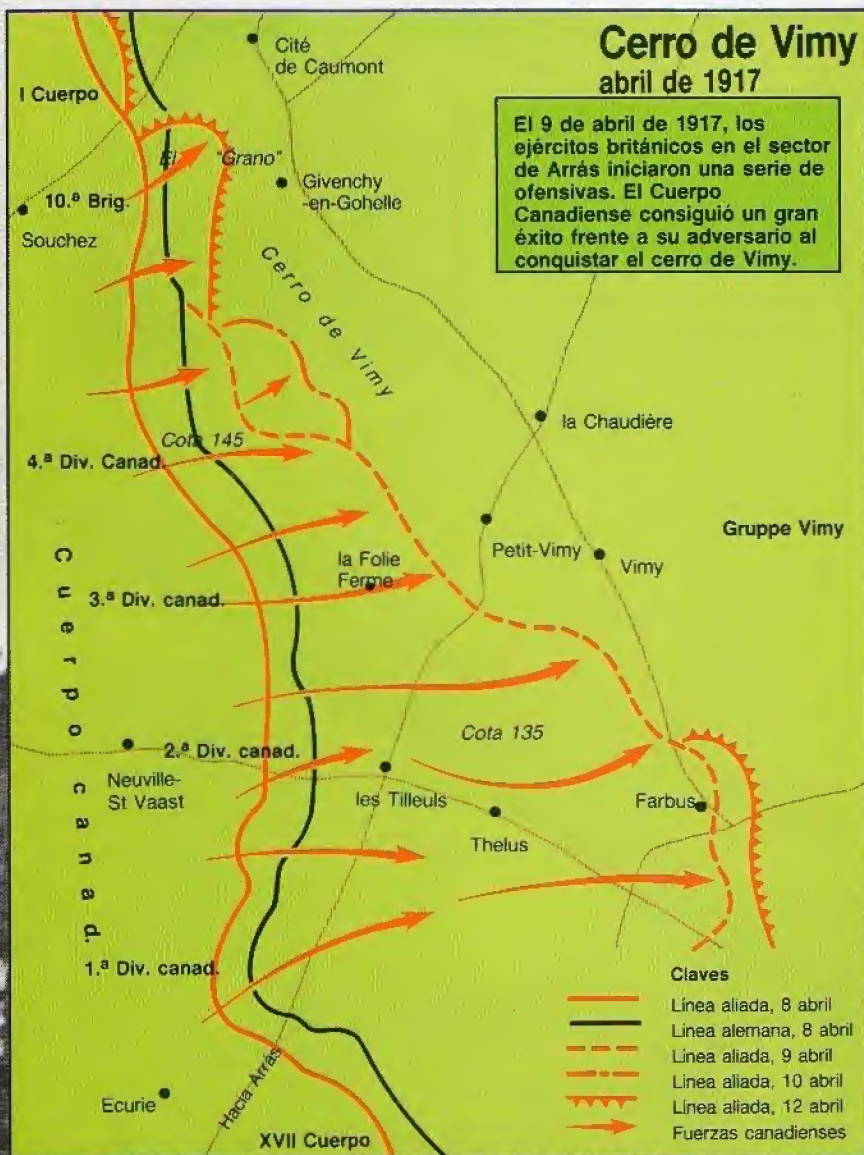 Cerro de Vimy
abril de 1917
El 9 de abril de 1917, los
ejércitos británicos en el sector
de Arrás iniciaron una serie de
ofensivas. El Cuerpo
Canadiense consiguió un gran
éxito frente a su adversario al
conquistar el cerro de Vimy.
Cité
de Caumont
I Cuerpo
El "Grano"
10.ª Brig.
Givenchy
-en-Gohelle
Souchez
Cerro de Vimy
la Chaudière
Cota 145
4.ª Div. Canad.
Gruppe Vimy
Petit-Vimy
Vimy
la Folie
Ferme
3.ª Div. canad.
Cuerpo canad.
Cota 135
2.ª Div. canad.
Neuville-
St Vaast
les Tilleuls
Farbus
Thelus
1.ª Div. canad.
Ecurie
Hacia Arrás
XVII Cuerpo
Claves
Línea aliada, 8 abril
Linea alemana, 8 abril
Línea aliada, 9 abril
Linea aliada, 10 abril
Línea aliada, 12 abril
Fuerzas canadienses